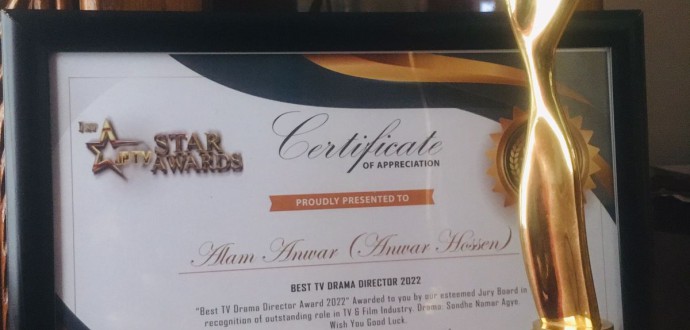 STAR
IPTV AWARDS
Certificate
OF APPRECIATION
PROUDLY PRESENTED TO
Alam Anwar (Anwar Hossen)
BEST TV DRAMA DIRECTOR 2022
"Best TV Drama Director Award 2022" Awarded to you by our esteemed Jury Board in
recognition of outstanding role in TV & Film Industry. Drama: Sondhe Namar Agye.
Wish You Good Luck.